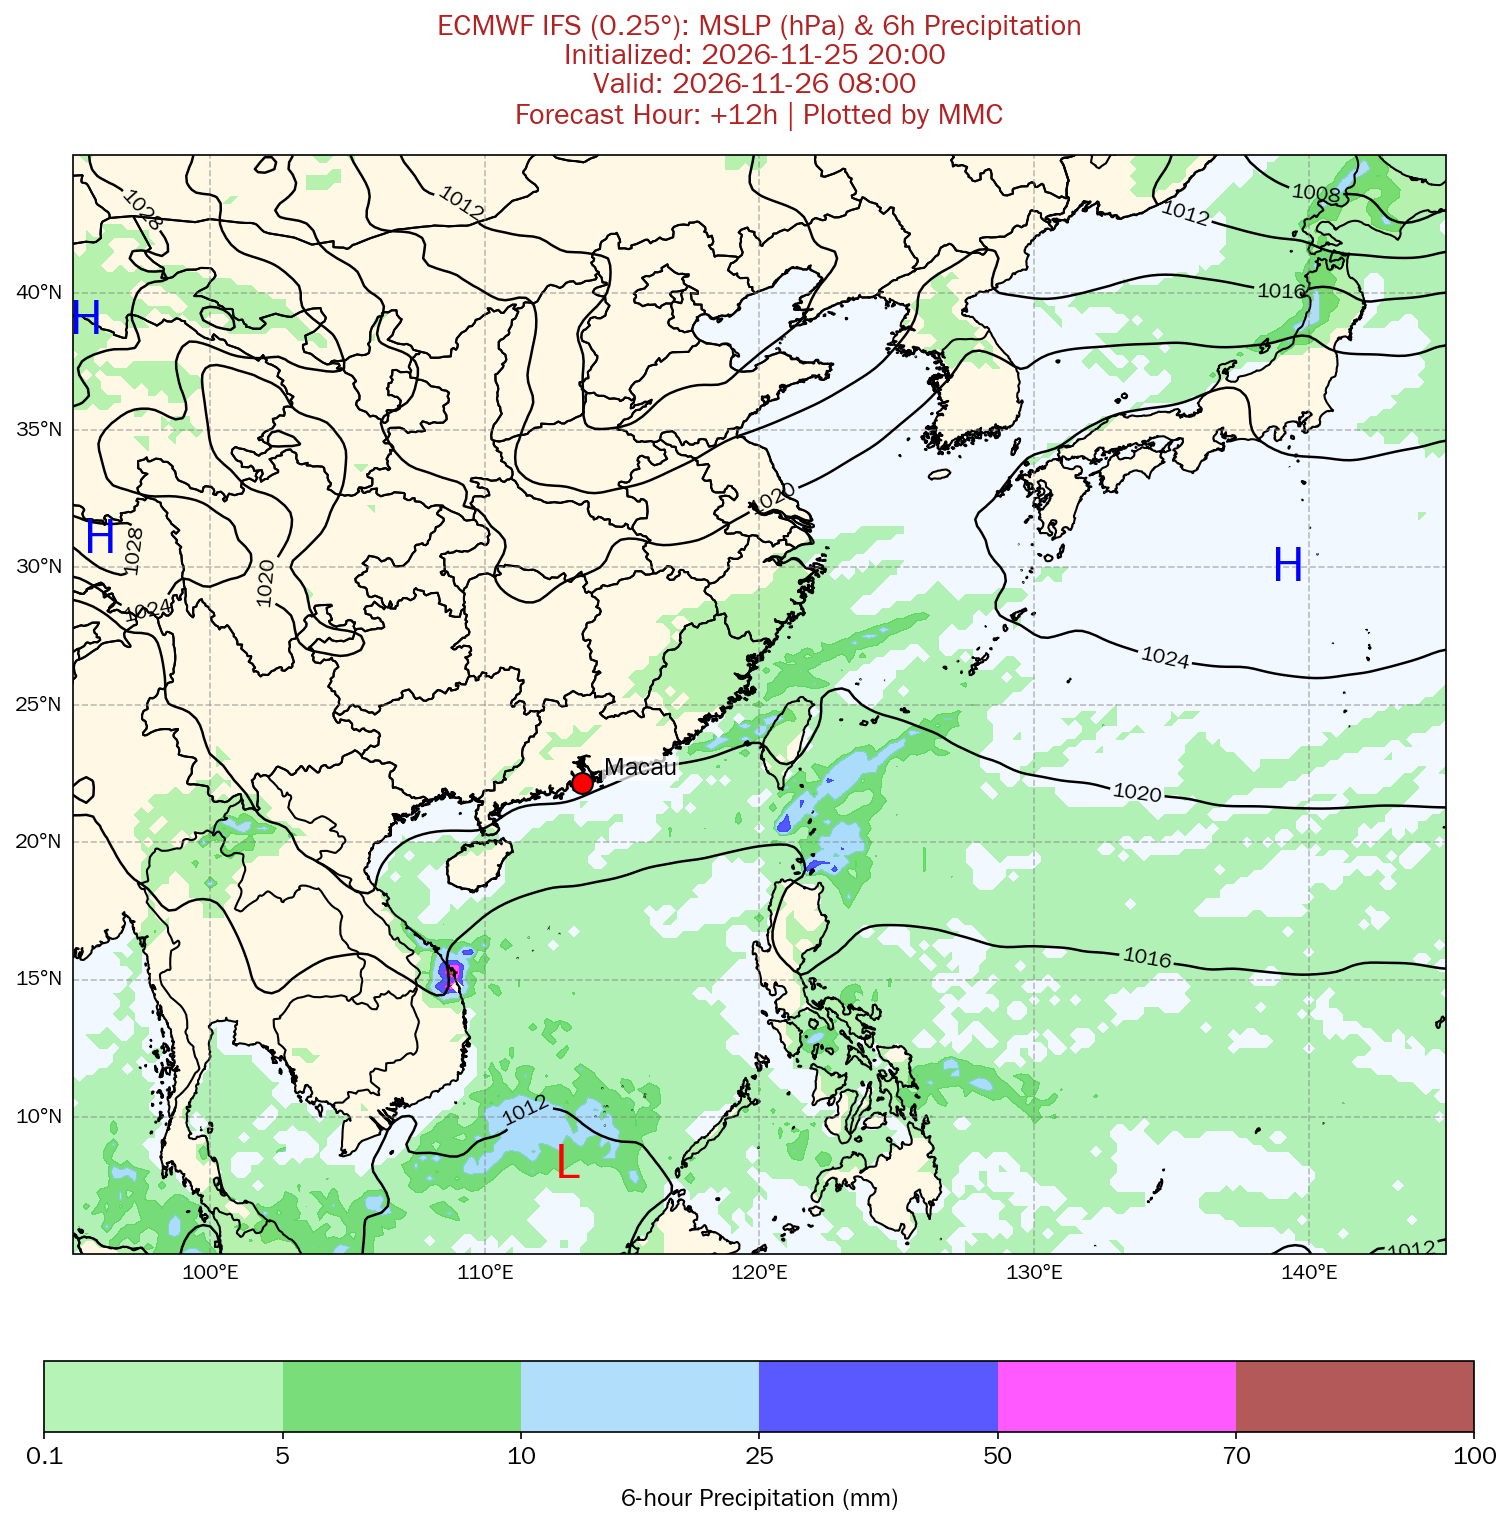 ECMWF IFS (0.25°): MSLP (hPa) & 6h Precipitation
Initialized: 2026-11-25 20:00
Valid: 2026-11-26 08:00
Forecast Hour: +12h | Plotted by MMC
1028
1012
1008
1012
40°N
H
1016
35°N
1020
H
1028
H
30°N
1020
1024
1024
25°N
Macau
1020
20°N
1016
15°N
1012
10°N
L
1012
100°E
110°E
120°E
130°E
140°E
0.1
5
10
25
50
70
100
6-hour Precipitation (mm)